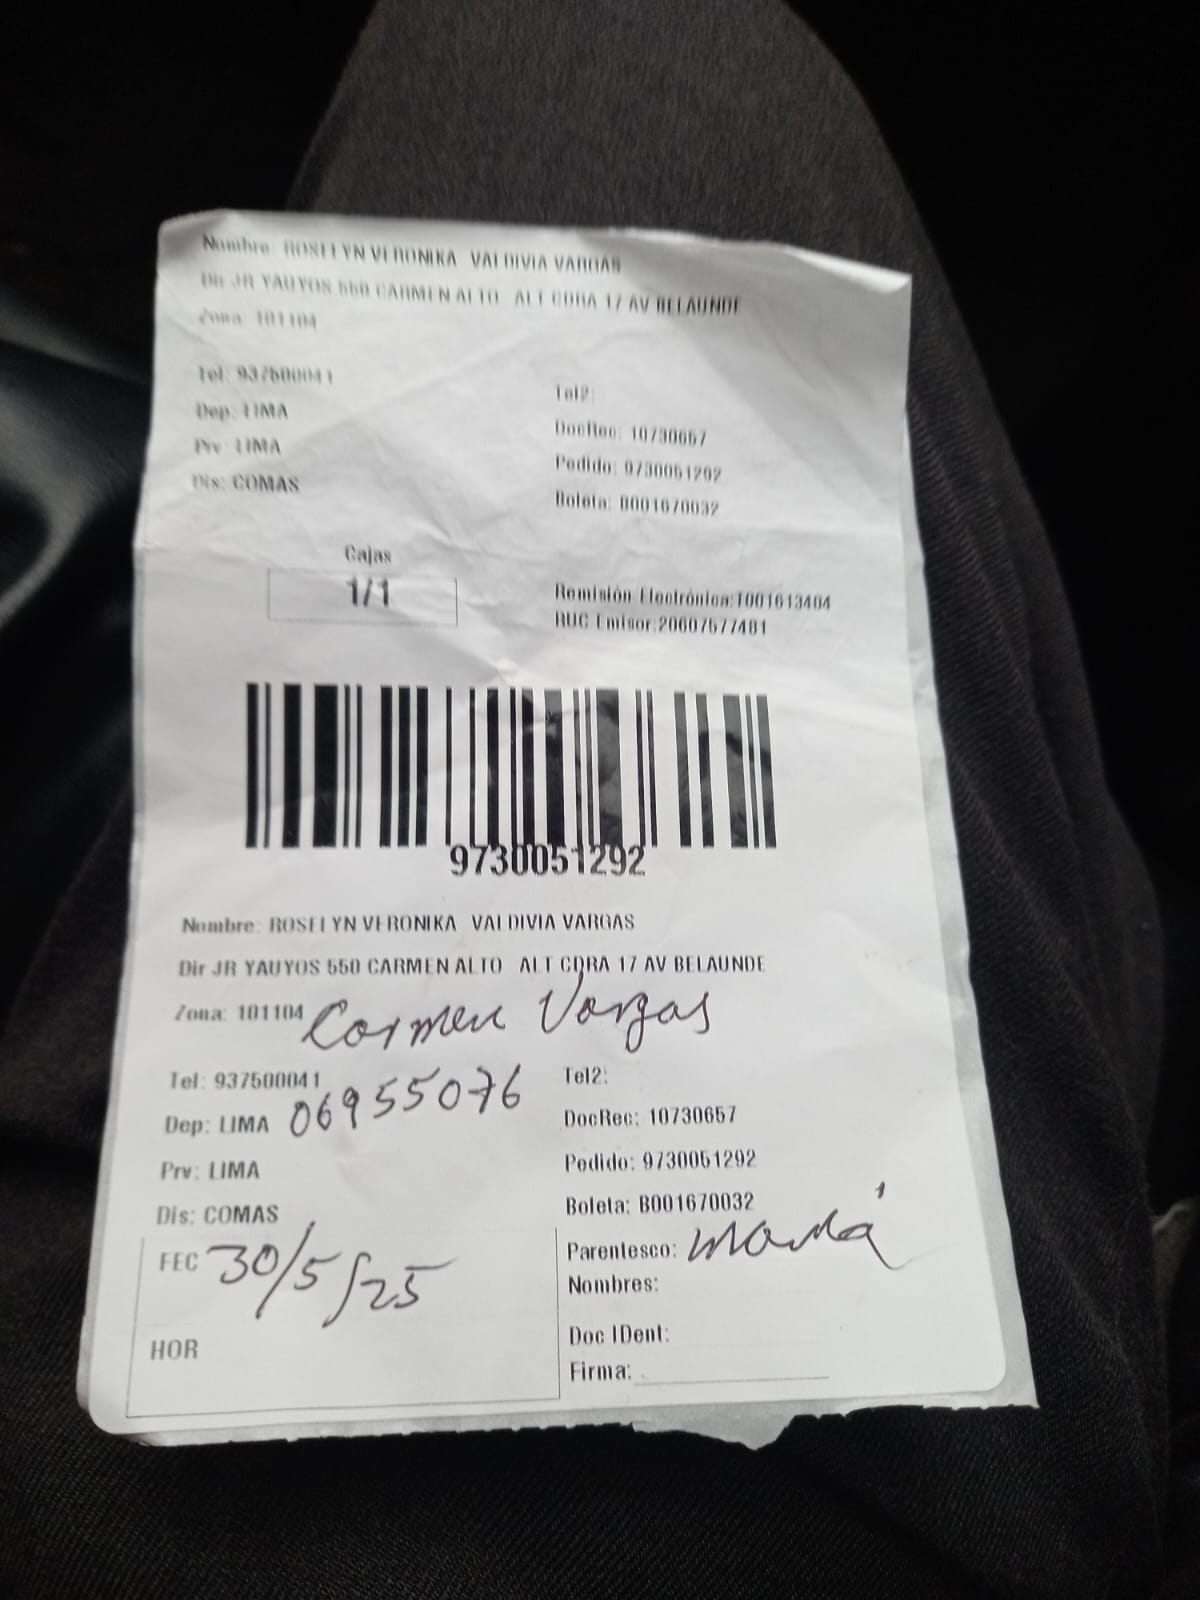 Nombre: ROSELYN VERONIKA VALDIVIA VARGAS
Dir JR YAUYOS 550 CARMEN ALTO ALT CDRA 17 AV BELAUNDE
Zona: 101104
Tel: 937500041
Tel2:
Dep: LIMA
DocRec: 10730657
Prv: LIMA
Pedido: 9730051292
Dis: COMAS
Boleta: B001670032
Cajas
1/1
Remisión Electrónica:T001613404
RUC Emisor:20607577481
9730051292
Nombre: ROSELYN VERONIKA VALDIVIA VARGAS
Dir JR YAUYOS 550 CARMEN ALTO ALT CDRA 17 AV BELAUNDE
Zona: 101104 Carmen Vargas
Tel: 937500041
Tel2:
Dep: LIMA 06955076
DocRec: 10730657
Prv: LIMA
Pedido: 9730051292
Dis: COMAS
Boleta: B001670032
FEC 30/5/25
Parentesco: Mamá
Nombres:
HOR
Doc IDent:
Firma: